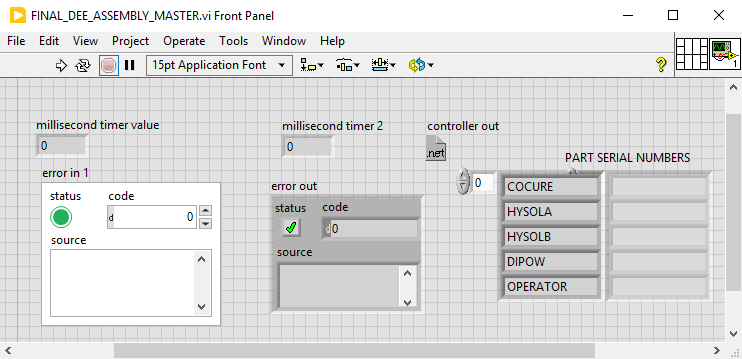 FINAL_DEE_ASSEMBLY_MASTER.vi Front Panel
File Edit View Project Operate Tools Window Help
15pt Application Font
?
1
millisecond timer value
0
millisecond timer 2
0
controller out
.net
PART SERIAL NUMBERS
0
COCURE
HYSOLA
HYSOLB
DIPOW
OPERATOR
error in 1
status
code
d
0
source
error out
status
code
d
0
source